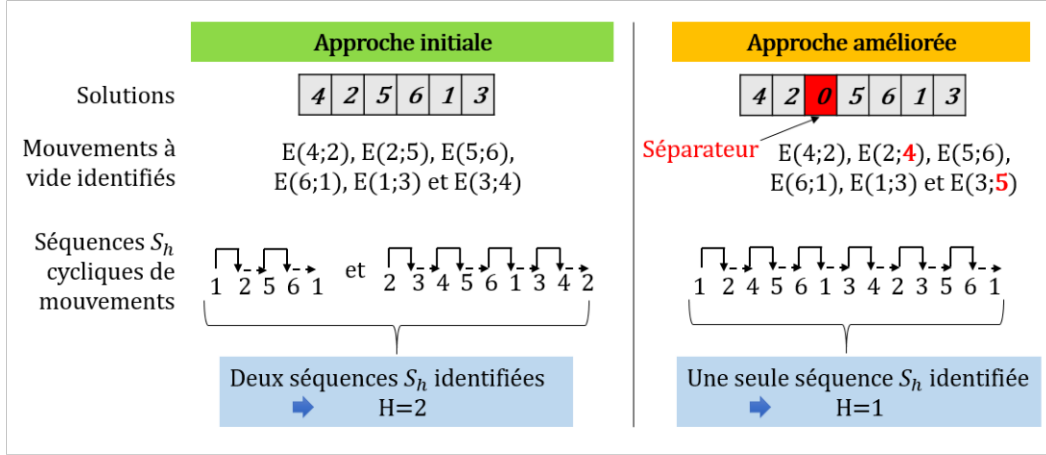 Approche initiale
Approche améliorée
Solutions
4 2 5 6 1 3
4 2 0 5 6 1 3
Mouvements à
vide identifiés
E(4;2), E(2;5), E(5;6),
E(6;1), E(1;3) et E(3;4)
Séparateur
E(4;2), E(2;4), E(5;6),
E(6;1), E(1;3) et E(3;5)
Séquences S_h
cycliques de
mouvements
1 2 5 6 1 et 2 3 4 5 6 1 3 4 2
1 2 4 5 6 1 3 4 2 3 5 6 1
Deux séquences S_h identifiées
H=2
Une seule séquence S_h identifiée
H=1